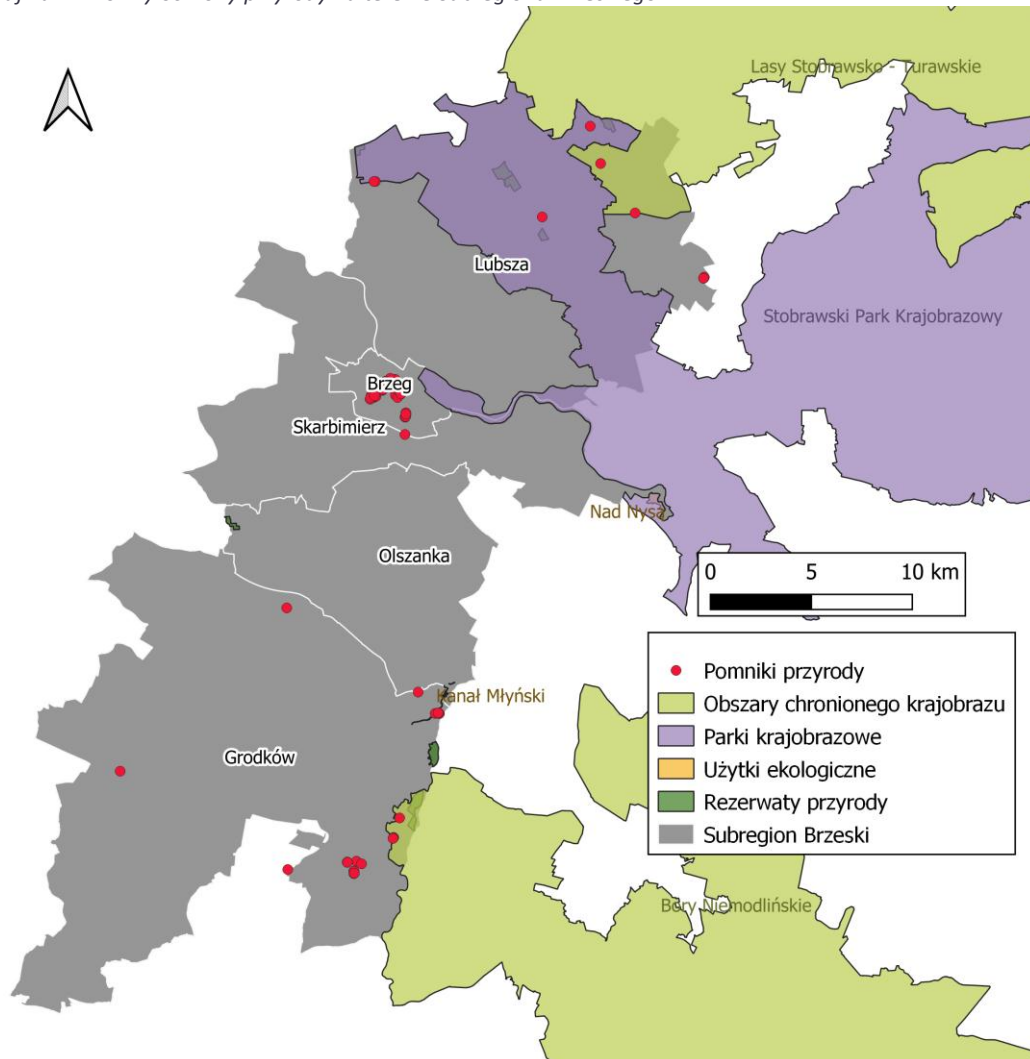 Lasy Stobrawsko - Turawskie
Lubsza
Stobrawski Park Krajobrazowy
Brzeg
Skarbimierz
Nad Nysą
Olszanka
0 5 10 km
Kanał Młyński
Grodków
Pomniki przyrody
Obszary chronionego krajobrazu
Parki krajobrazowe
Użytki ekologiczne
Rezerwaty przyrody
Subregion Brzeski
Bory Niemodlińskie